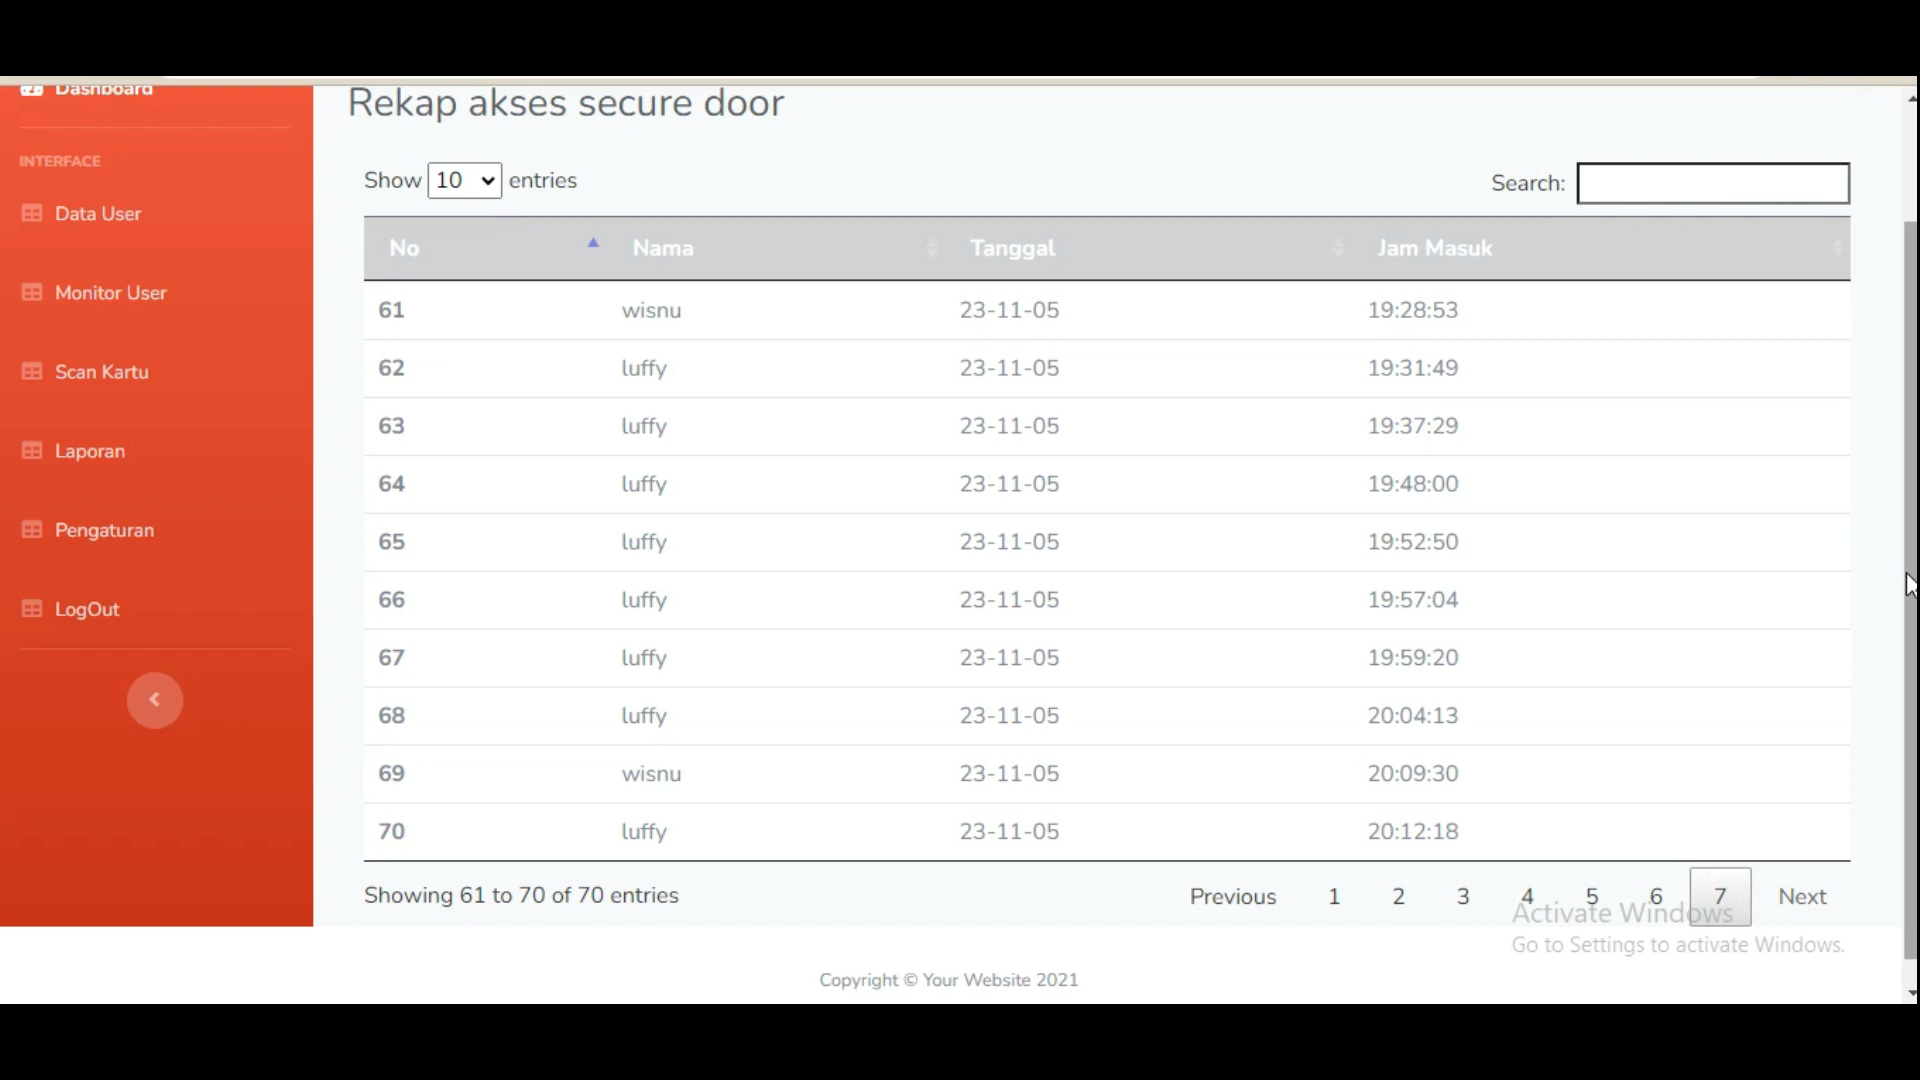 Dashboard
Rekap akses secure door
INTERFACE
Show 10 entries
Search:
Data User
No Nama Tanggal Jam Masuk
Monitor User
61 wisnu 23-11-05 19:28:53
Scan Kartu
62 luffy 23-11-05 19:31:49
63 luffy 23-11-05 19:37:29
Laporan
64 luffy 23-11-05 19:48:00
Pengaturan
65 luffy 23-11-05 19:52:50
LogOut
66 luffy 23-11-05 19:57:04
67 luffy 23-11-05 19:59:20
68 luffy 23-11-05 20:04:13
69 wisnu 23-11-05 20:09:30
70 luffy 23-11-05 20:12:18
Showing 61 to 70 of 70 entries
Previous 1 2 3 4 5 6 7 Next
Activate Windows
Go to Settings to activate Windows.
Copyright © Your Website 2021